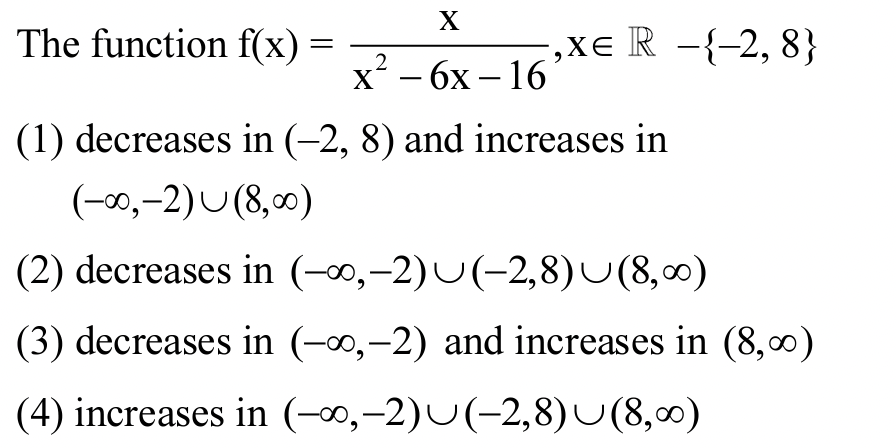 The function f(x) = x / (x² – 6x – 16), x∈ ℝ –{–2, 8}
(1) decreases in (–2, 8) and increases in
(–∞,–2)∪(8,∞)
(2) decreases in (–∞,–2)∪(–2,8)∪(8,∞)
(3) decreases in (–∞,–2) and increases in (8,∞)
(4) increases in (–∞,–2)∪(–2,8)∪(8,∞)